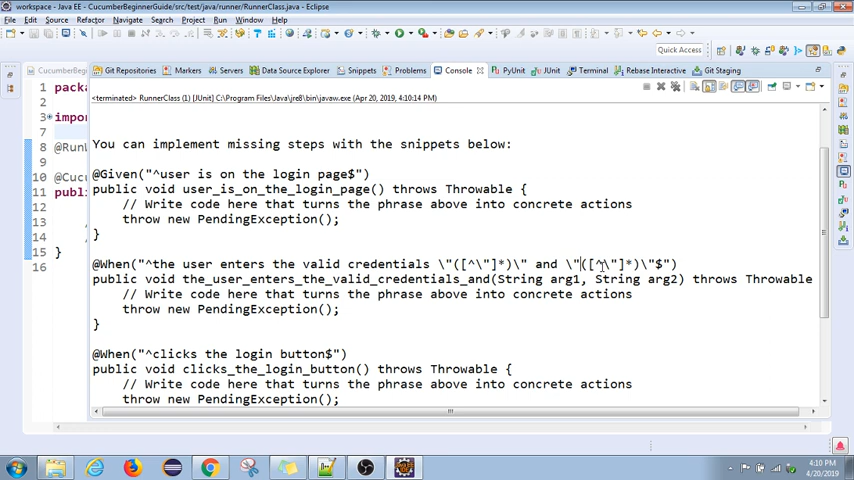 workspace - Java EE - CucumberBeginnerGuide/src/test/java/runner/RunnerClass.java - Eclipse
File Edit Source Refactor Navigate Search Project Run Window Help
Quick Access
CucumberBeg
Git Repositories Markers Servers Data Source Explorer Snippets Problems Console PyUnit JUnit Terminal Rebase Interactive Git Staging
<terminated> RunnerClass (1) [JUnit] C:\Program Files\Java\jre8\bin\javaw.exe (Apr 20, 2019, 4:10:14 PM)
1 packa
3 impor
7
8 @RunW
9
10 @Cucu
11 publi
12
13
14
15 }
16
You can implement missing steps with the snippets below:
@Given("^user is on the login page$")
public void user_is_on_the_login_page() throws Throwable {
// Write code here that turns the phrase above into concrete actions
throw new PendingException();
}
@When("^the user enters the valid credentials \"([^\"]*)\" and \"([^\"]*)\"$")
public void the_user_enters_the_valid_credentials_and(String arg1, String arg2) throws Throwable
// Write code here that turns the phrase above into concrete actions
throw new PendingException();
}
@When("^clicks the login button$")
public void clicks_the_login_button() throws Throwable {
// Write code here that turns the phrase above into concrete actions
throw new PendingException();
4:10 PM
4/20/2019